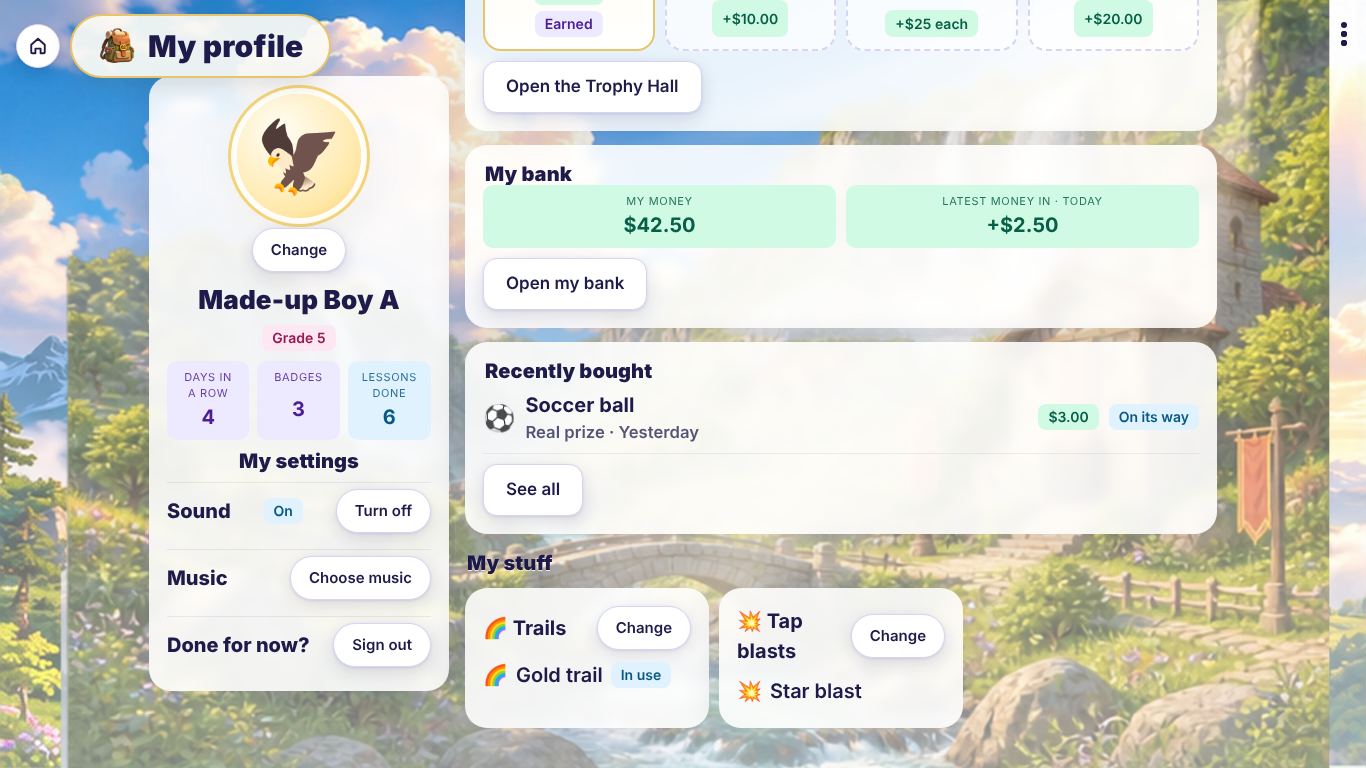 My profile
Change
Made-up Boy A
Grade 5
DAYS IN
A ROW
4
BADGES
3
LESSONS
DONE
6
My settings
Sound
On
Turn off
Music
Choose music
Done for now?
Sign out
Earned
+$10.00
+$25 each
+$20.00
Open the Trophy Hall
My bank
MY MONEY
$42.50
LATEST MONEY IN · TODAY
+$2.50
Open my bank
Recently bought
Soccer ball
Real prize · Yesterday
$3.00
On its way
See all
My stuff
Trails
Change
Gold trail
In use
Tap
blasts
Change
Star blast